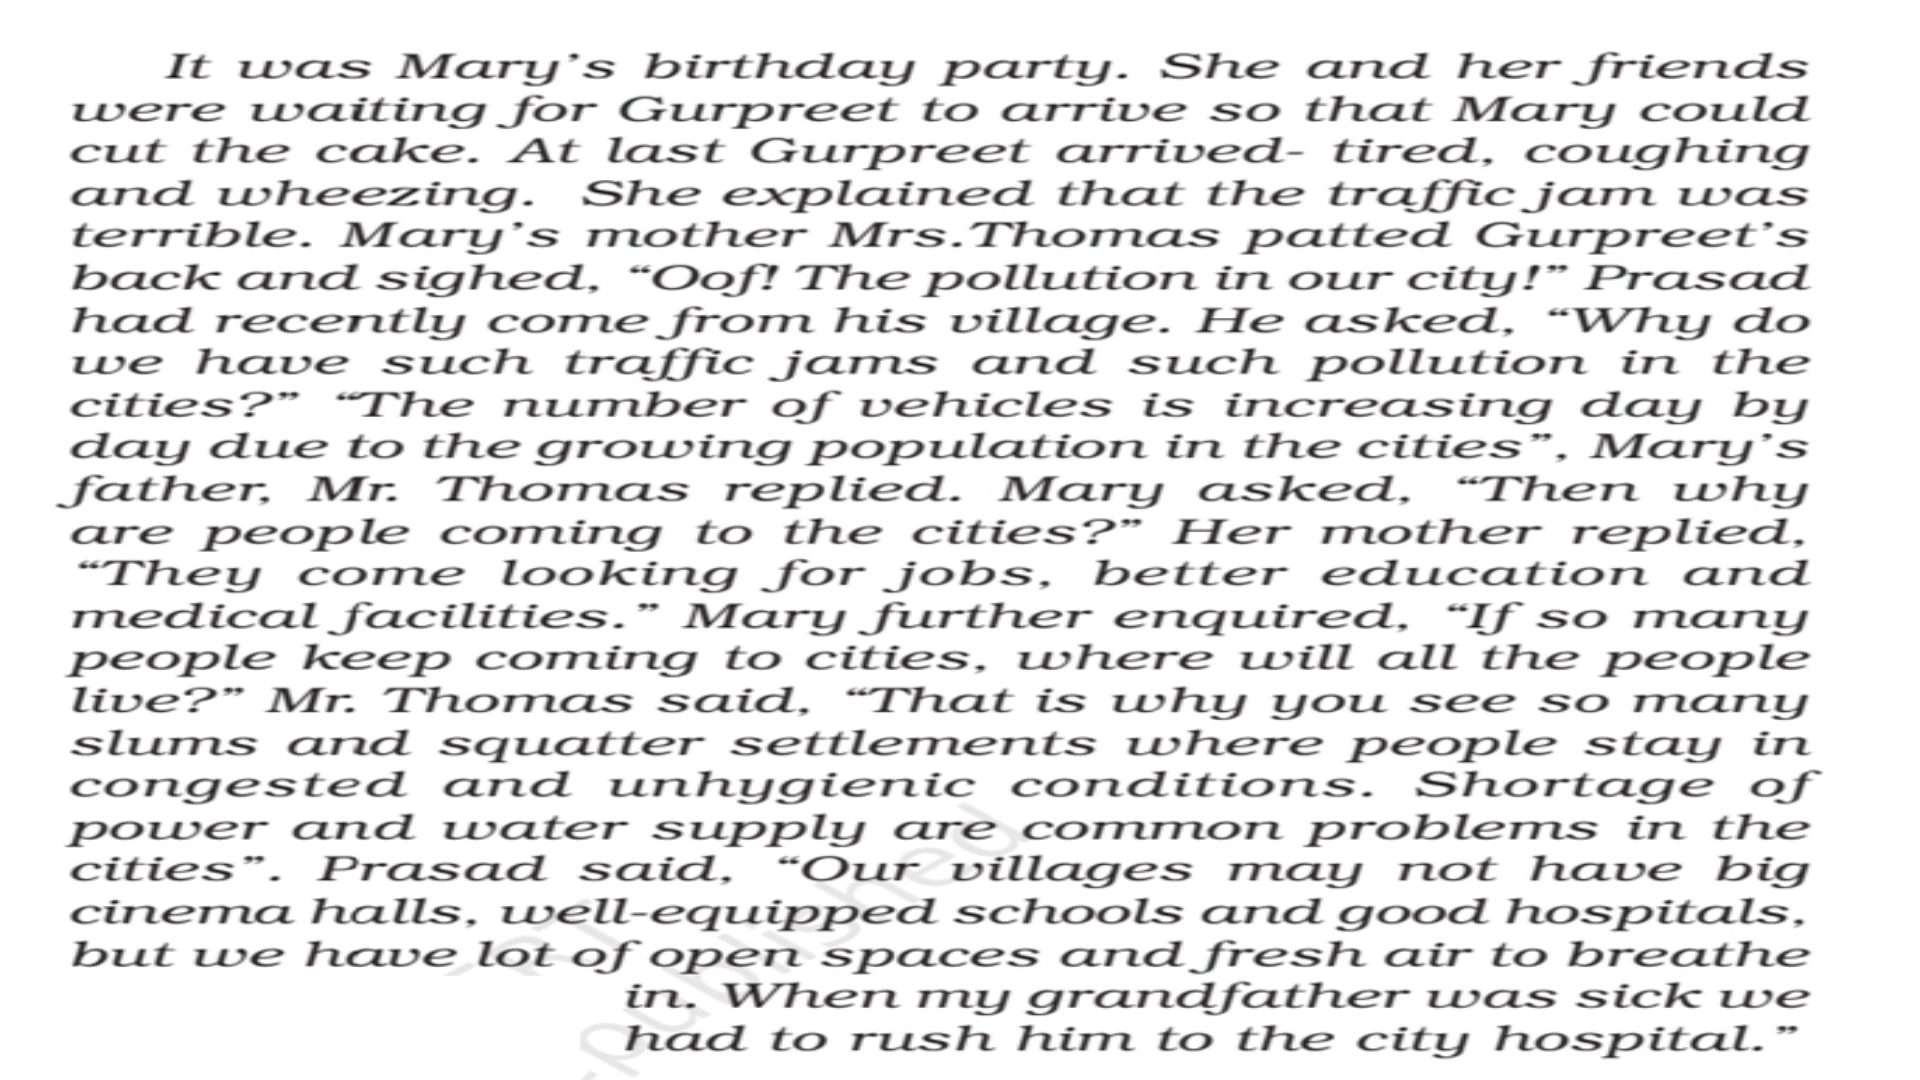 It was Mary’s birthday party. She and her friends
were waiting for Gurpreet to arrive so that Mary could
cut the cake. At last Gurpreet arrived- tired, coughing
and wheezing. She explained that the traffic jam was
terrible. Mary’s mother Mrs.Thomas patted Gurpreet’s
back and sighed, “Oof! The pollution in our city!” Prasad
had recently come from his village. He asked, “Why do
we have such traffic jams and such pollution in the
cities?” “The number of vehicles is increasing day by
day due to the growing population in the cities”, Mary’s
father, Mr. Thomas replied. Mary asked, “Then why
are people coming to the cities?” Her mother replied,
“They come looking for jobs, better education and
medical facilities.” Mary further enquired, “If so many
people keep coming to cities, where will all the people
live?” Mr. Thomas said, “That is why you see so many
slums and squatter settlements where people stay in
congested and unhygienic conditions. Shortage of
power and water supply are common problems in the
cities”. Prasad said, “Our villages may not have big
cinema halls, well-equipped schools and good hospitals,
but we have lot of open spaces and fresh air to breathe
in. When my grandfather was sick we
had to rush him to the city hospital.”